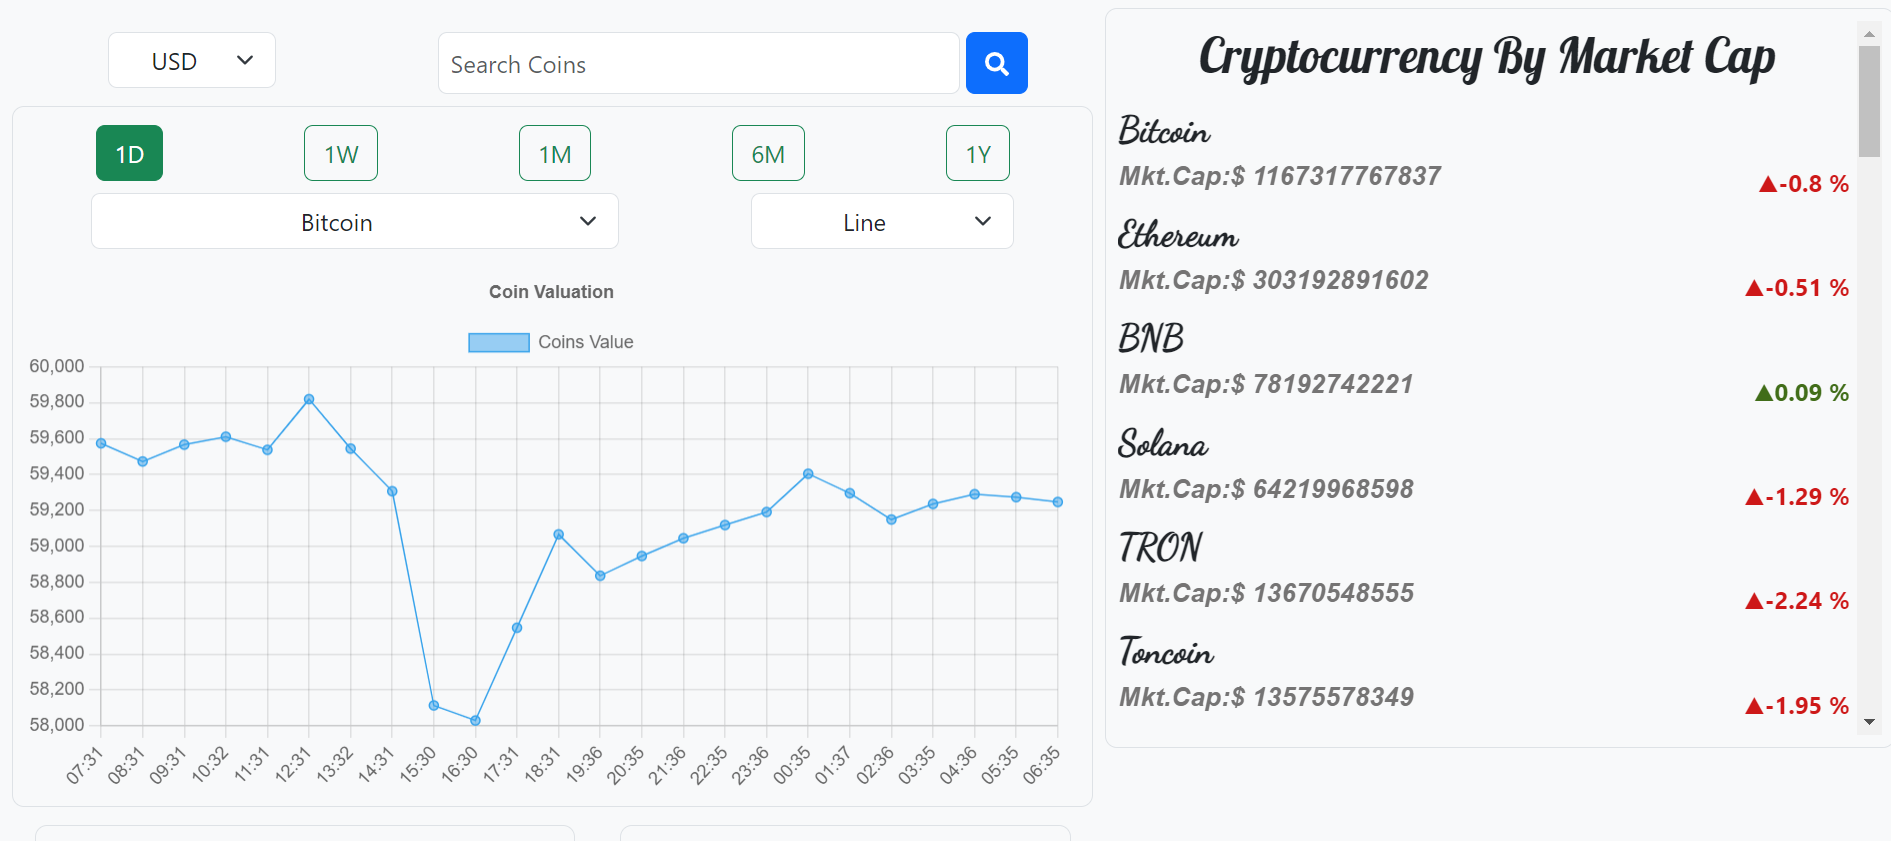 USD
Search Coins
1D 1W 1M 6M 1Y
Bitcoin
Line
Coin Valuation
Coins Value
60,000
59,800
59,600
59,400
59,200
59,000
58,800
58,600
58,400
58,200
58,000
07:31 08:31 09:31 10:32 11:31 12:31 13:32 14:31 15:30 16:30 17:31 18:31 19:36 20:35 21:36 22:35 23:36 00:35 01:37 02:36 03:35 04:36 05:35 06:35
Cryptocurrency By Market Cap
Bitcoin
Mkt.Cap:$ 1167317767837
▲-0.8 %
Ethereum
Mkt.Cap:$ 303192891602
▲-0.51 %
BNB
Mkt.Cap:$ 78192742221
▲0.09 %
Solana
Mkt.Cap:$ 64219968598
▲-1.29 %
TRON
Mkt.Cap:$ 13670548555
▲-2.24 %
Toncoin
Mkt.Cap:$ 13575578349
▲-1.95 %